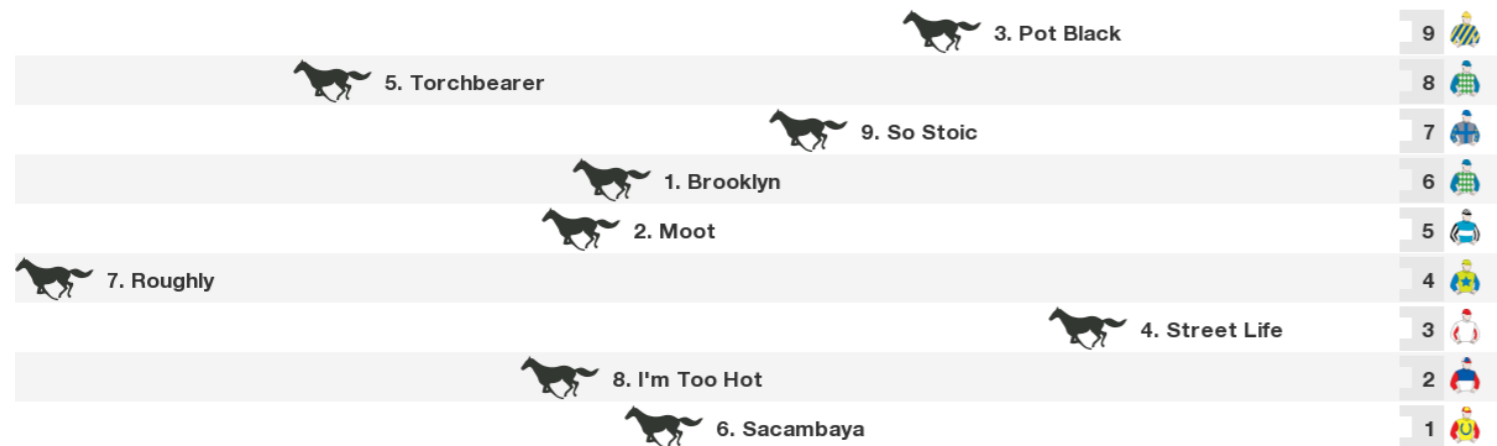 3. Pot Black 9
5. Torchbearer 8
9. So Stoic 7
1. Brooklyn 6
2. Moot 5
7. Roughly 4
4. Street Life 3
8. I'm Too Hot 2
6. Sacambaya 1